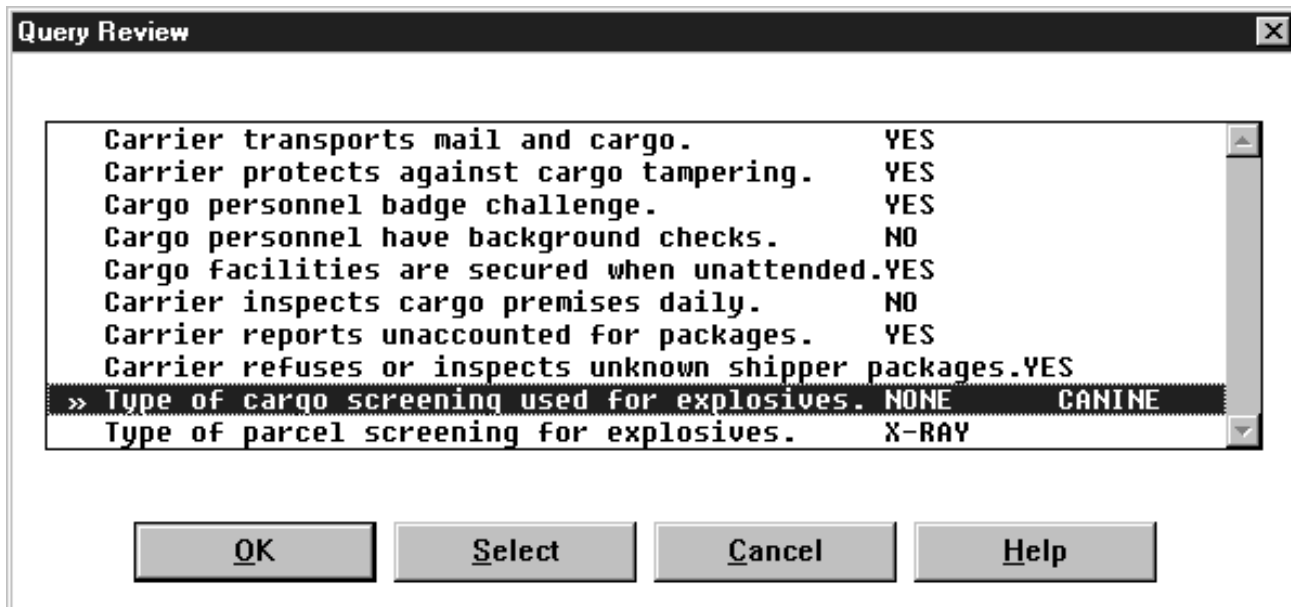 Query Review
Carrier transports mail and cargo. YES
Carrier protects against cargo tampering. YES
Cargo personnel badge challenge. YES
Cargo personnel have background checks. NO
Cargo facilities are secured when unattended.YES
Carrier inspects cargo premises daily. NO
Carrier reports unaccounted for packages. YES
Carrier refuses or inspects unknown shipper packages.YES
» Type of cargo screening used for explosives. NONE CANINE
Type of parcel screening for explosives. X-RAY
OK Select Cancel Help